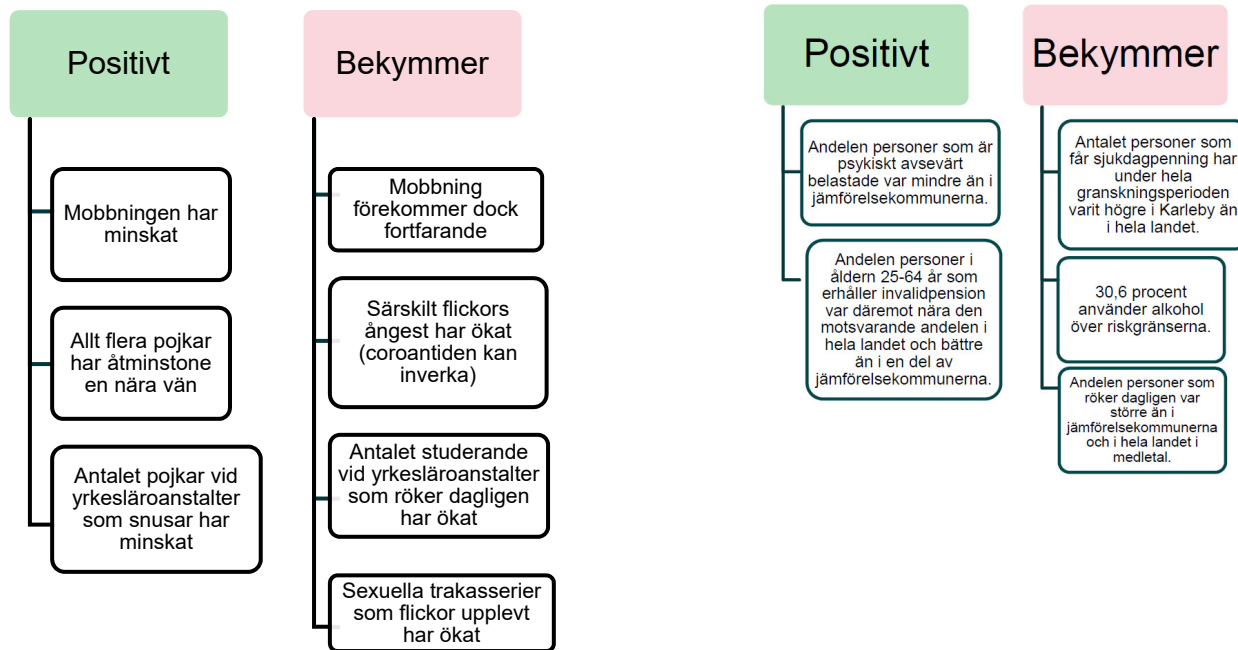 Positivt
Mobbningen har
minskat
Allt flera pojkar
har åtminstone
en nära vän
Antalet pojkar vid
yrkesläroanstalter
som snusar har
minskat
Bekymmer
Mobbning
förekommer dock
fortfarande
Särskilt flickors
ångest har ökat
(coroantiden kan
inverka)
Antalet studerande
vid yrkesläroanstalter
som röker dagligen
har ökat
Sexuella trakasserier
som flickor upplevt
har ökat
Positivt
Andelen personer som är
psykiskt avsevärt
belastade var mindre än i
jämförelsekommunerna.
Andelen personer i
åldern 25-64 år som
erhåller invalidpension
var däremot nära den
motsvarande andelen i
hela landet och bättre
än i en del av
jämförelsekommunerna.
Bekymmer
Antalet personer som
får sjukdagpenning har
under hela
granskningsperioden
varit högre i Karleby än
i hela landet.
30,6 procent
använder alkohol
över riskgränserna.
Andelen personer som
röker dagligen var
större än i
jämförelsekommunerna
och i hela landet i
medletal.